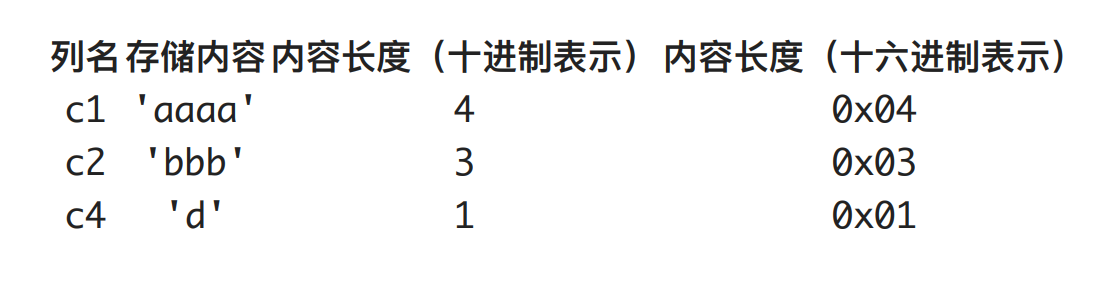 列名 存储内容 内容长度（十进制表示） 内容长度（十六进制表示）
c1 'aaaa' 4 0x04
c2 'bbb' 3 0x03
c4 'd' 1 0x01